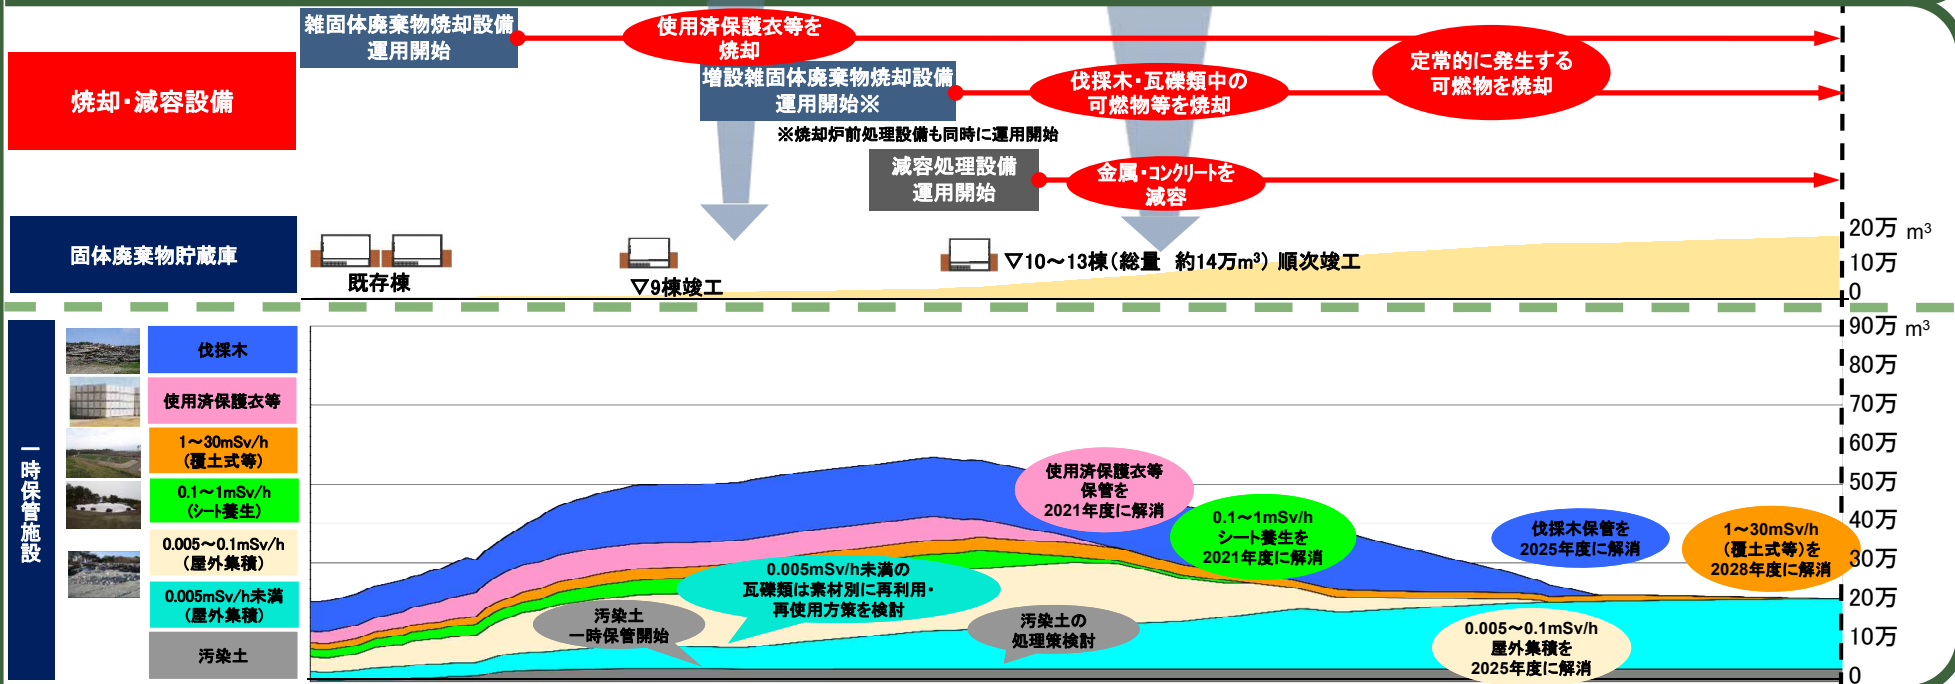 焼却・減容設備
雑固体廃棄物焼却設備
運用開始
使用済保護衣等を
焼却
増設雑固体廃棄物焼却設備
運用開始※
伐採木・瓦礫類中の
可燃物等を焼却
定常的に発生する
可燃物を焼却
※焼却炉前処理設備も同時に運用開始
減容処理設備
運用開始
金属・コンクリートを
減容
固体廃棄物貯蔵庫
既存棟
▽9棟竣工
▽10～13棟(総量 約14万m³) 順次竣工
20万 m³
10万
0
一時保管施設
伐採木
使用済保護衣等
1～30mSv/h
(覆土式等)
0.1～1mSv/h
(シート養生)
0.005～0.1mSv/h
(屋外集積)
0.005mSv/h未満
(屋外集積)
汚染土
汚染土
一時保管開始
0.005mSv/h未満の
瓦礫類は素材別に再利用・
再使用方策を検討
汚染土の
処理策検討
使用済保護衣等
保管を
2021年度に解消
0.1～1mSv/h
シート養生を
2021年度に解消
伐採木保管を
2025年度に解消
0.005～0.1mSv/h
屋外集積を
2025年度に解消
1～30mSv/h
(覆土式等)を
2028年度に解消
90万 m³
80万
70万
60万
50万
40万
30万
20万
10万
0